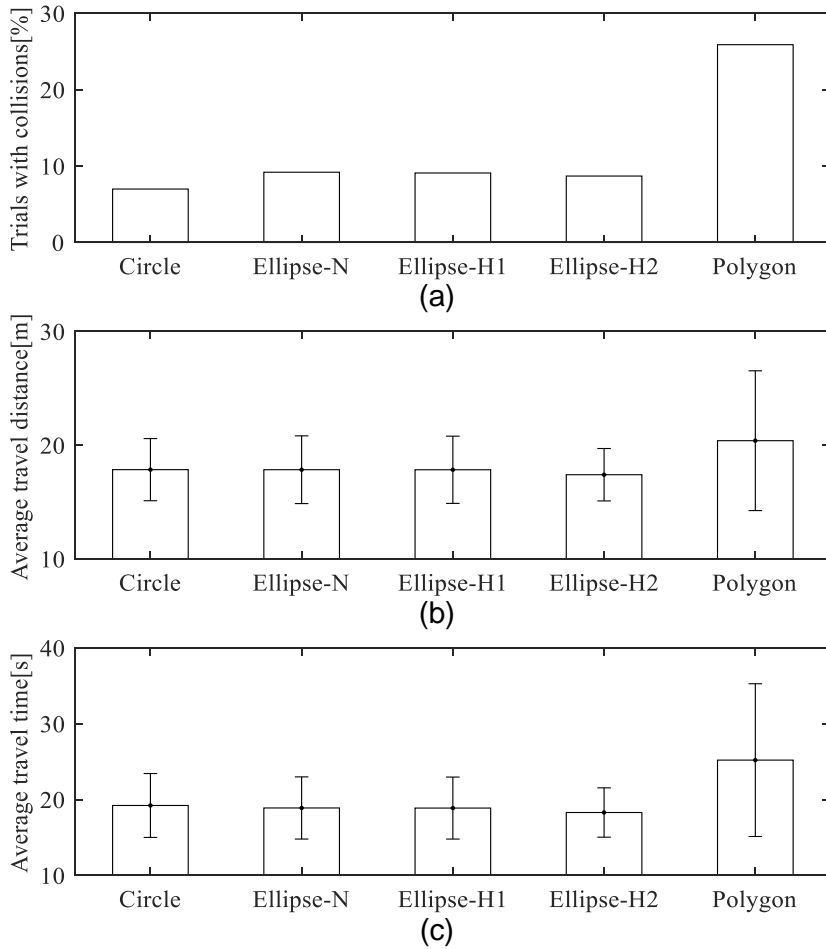 Trials with collisions[%]
30
20
10
0
Circle Ellipse-N Ellipse-H1 Ellipse-H2 Polygon
(a)
Average travel distance[m]
30
20
10
Circle Ellipse-N Ellipse-H1 Ellipse-H2 Polygon
(b)
Average travel time[s]
40
30
20
10
Circle Ellipse-N Ellipse-H1 Ellipse-H2 Polygon
(c)